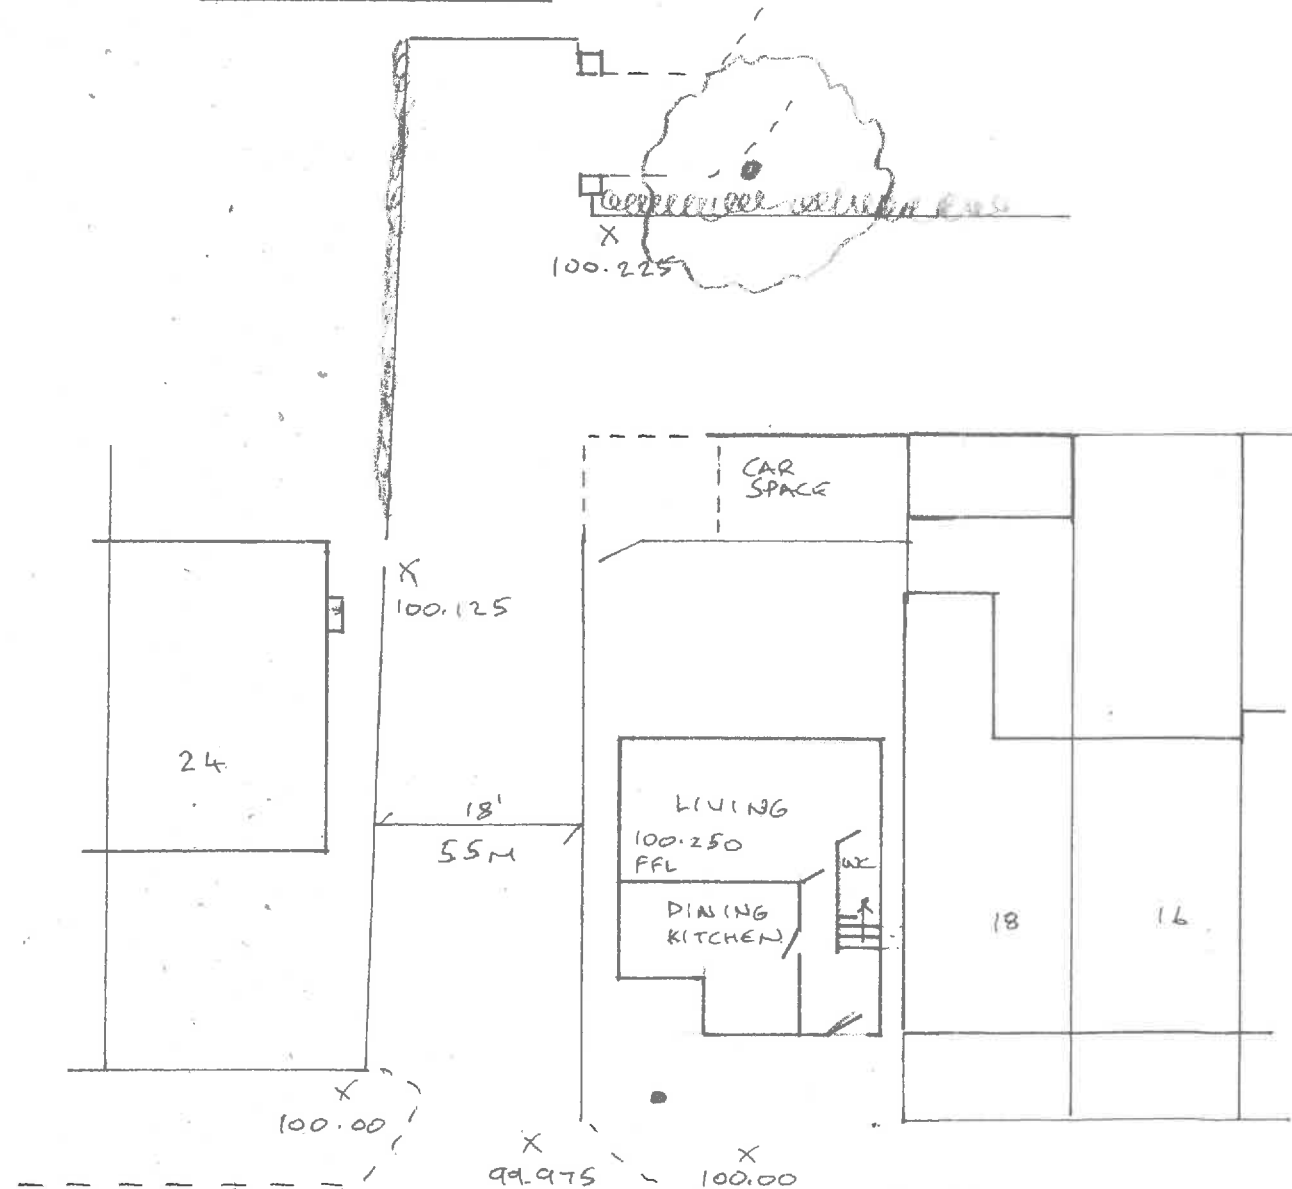 100.225
CAR
SPACE
100.125
24
18'
5.5M
LIVING
100.250
FFL
WC
DINING
KITCHEN
18
16
100.00
99.975
100.00